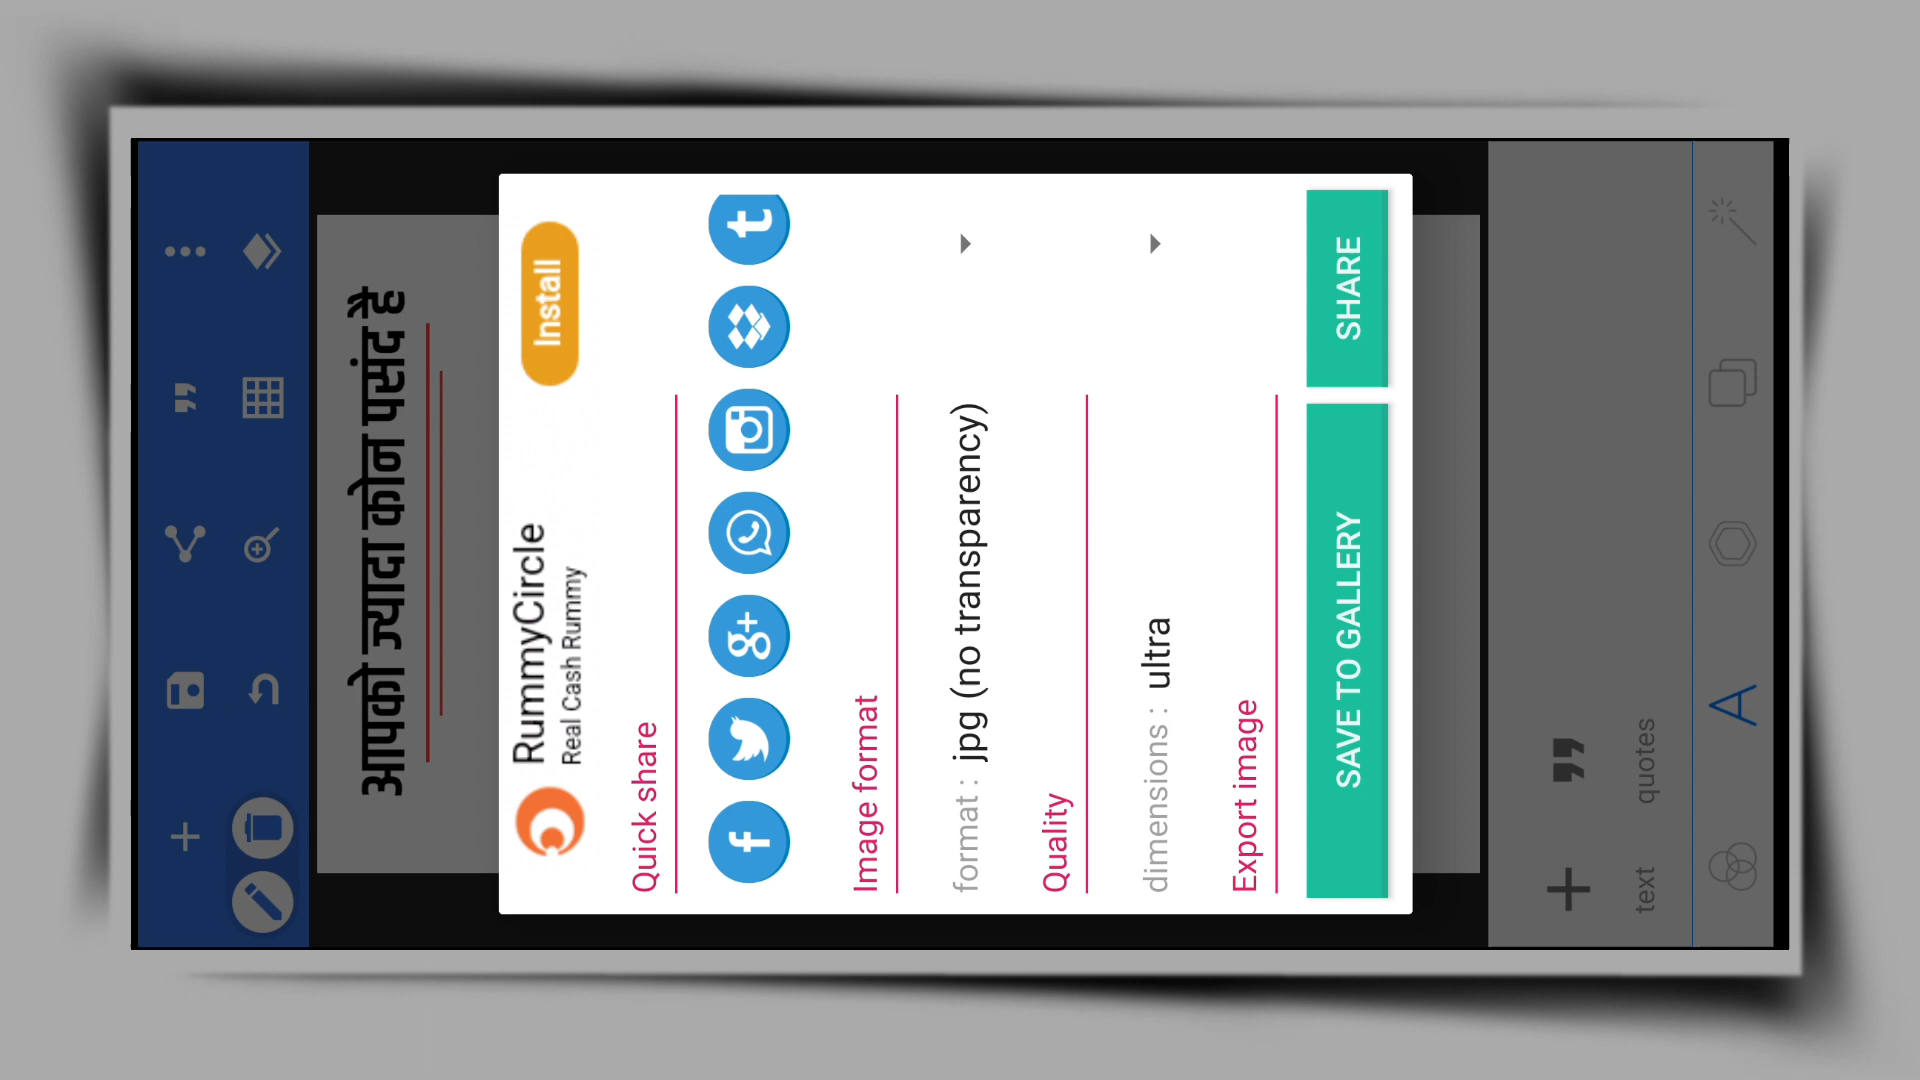 आपको ज्यादा कोन पसंद है
RummyCircle
Real Cash Rummy
Install
Quick share
Image format
format : jpg (no transparency)
Quality
dimensions : ultra
Export image
SAVE TO GALLERY
SHARE
text
quotes